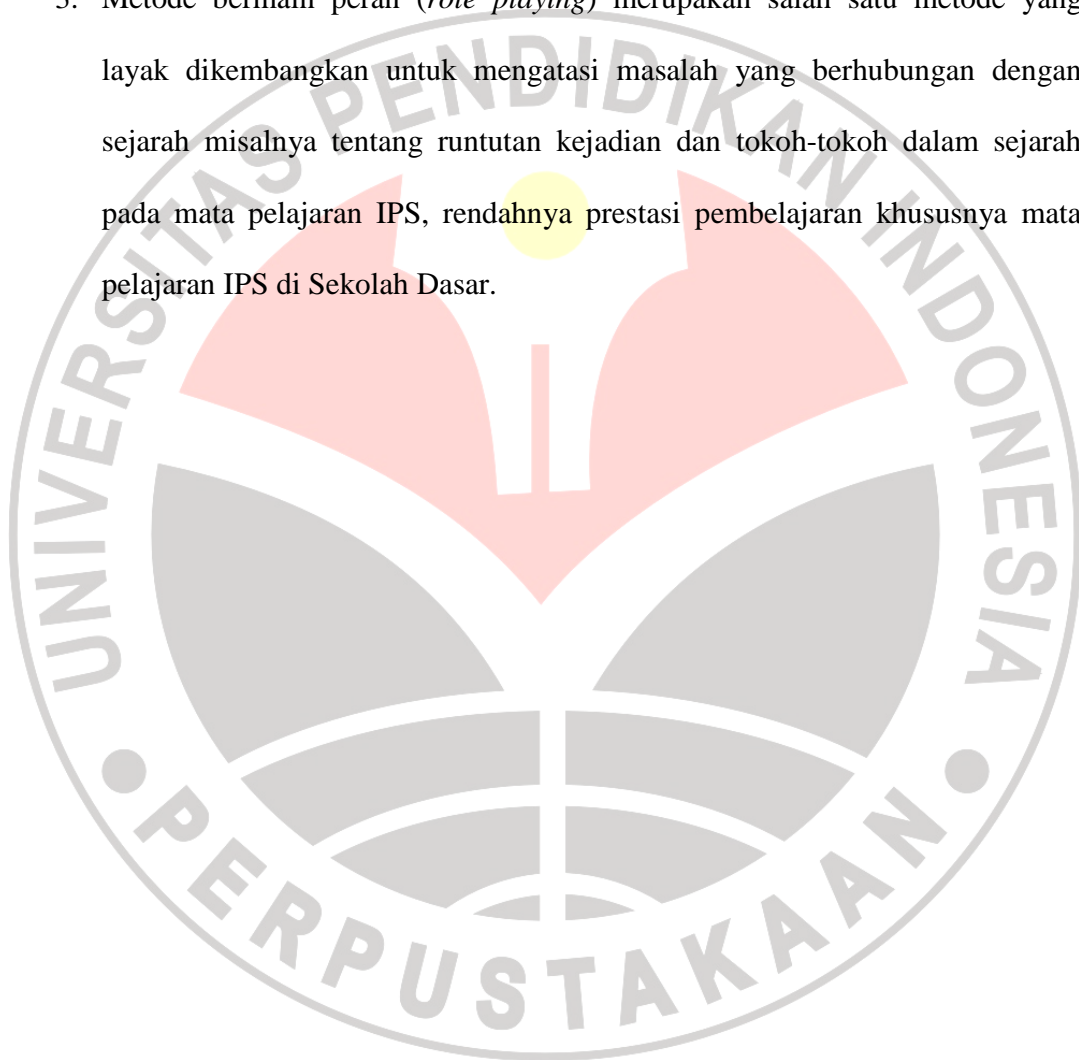 Metode bermain peran (role playing) merupakan salah satu metode yang
layak dikembangkan untuk mengatasi masalah yang berhubungan dengan
sejarah misalnya tentang runtutan kejadian dan tokoh-tokoh dalam sejarah
pada mata pelajaran IPS, rendahnya prestasi pembelajaran khususnya mata
pelajaran IPS di Sekolah Dasar.
UNIVERSITAS PENDIDIKAN INDONESIA
PERPUSTAKAAN